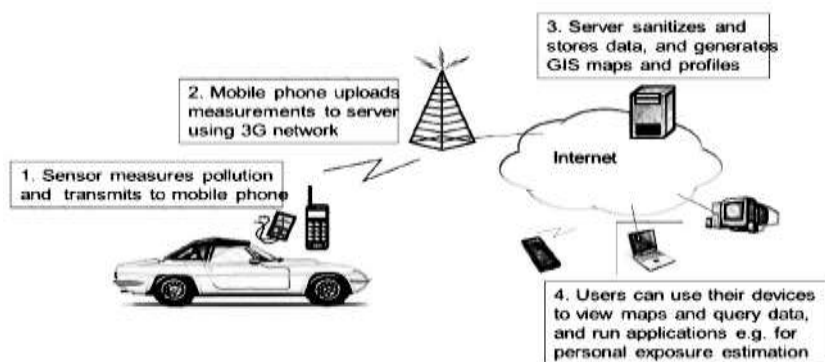 1. Sensor measures pollution
and transmits to mobile phone
2. Mobile phone uploads
measurements to server
using 3G network
3. Server sanitizes and
stores data, and generates
GIS maps and profiles
Internet
4. Users can use their devices
to view maps and query data,
and run applications e.g. for
personal exposure estimation